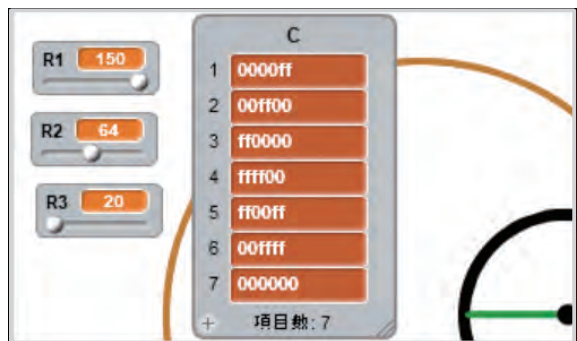 R1 150
R2 64
R3 20
C
1 0000ff
2 00ff00
3 ff0000
4 ffff00
5 ff00ff
6 00ffff
7 000000
+ 項目數: 7